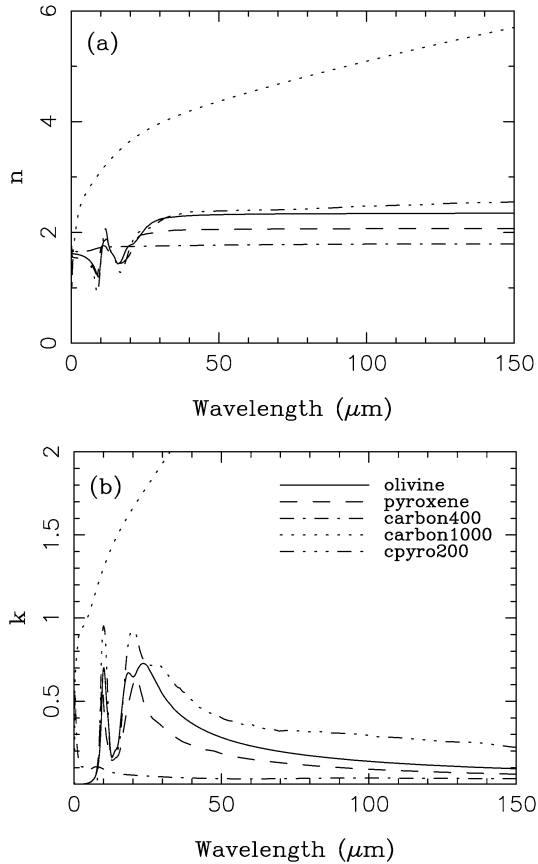 6
(a)
4
n
2
0
0 50 100 150
Wavelength (μm)
2
(b)
olivine
pyroxene
carbon400
carbon1000
cpyro200
1.5
k
1
0.5
0
0 50 100 150
Wavelength (μm)